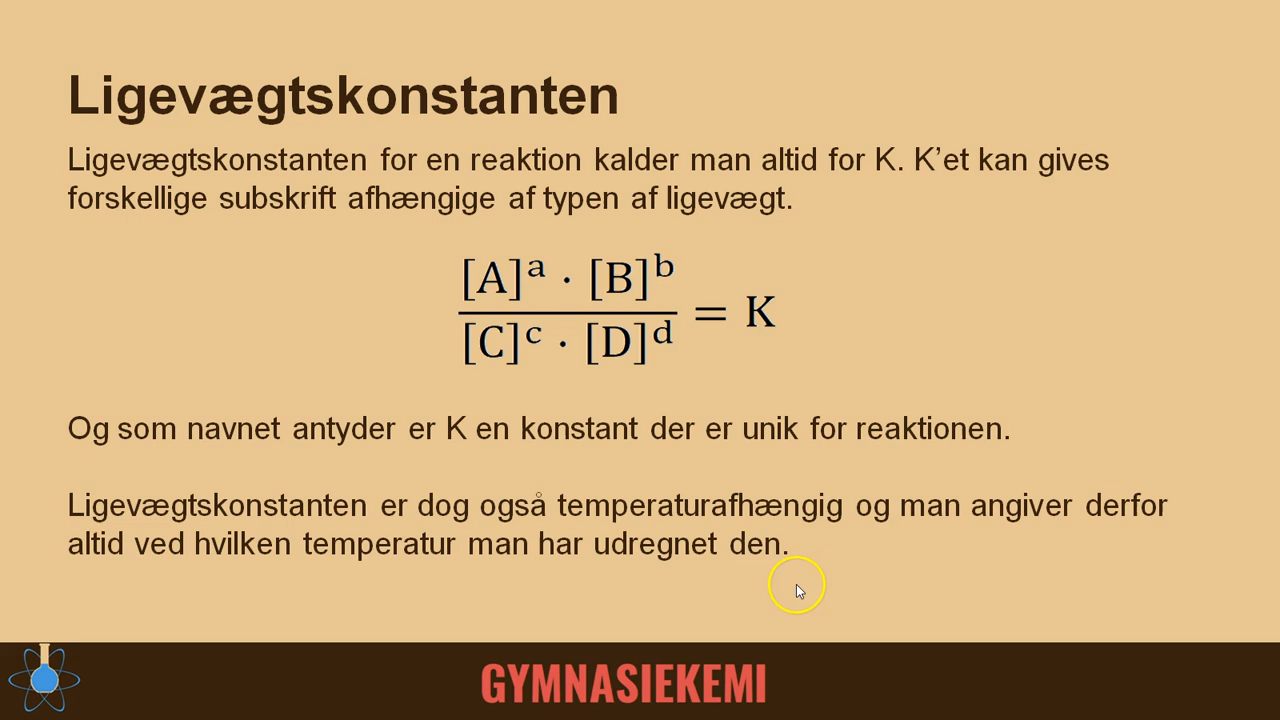 Ligevægtskonstanten
Ligevægtskonstanten for en reaktion kalder man altid for K. K’et kan gives
forskellige subskrift afhængige af typen af ligevægt.
[A]ᵃ · [B]ᵇ
[C]ᶜ · [D]ᵈ = K
Og som navnet antyder er K en konstant der er unik for reaktionen.
Ligevægtskonstanten er dog også temperaturafhængig og man angiver derfor
altid ved hvilken temperatur man har udregnet den.
GYMNASIEKEMI